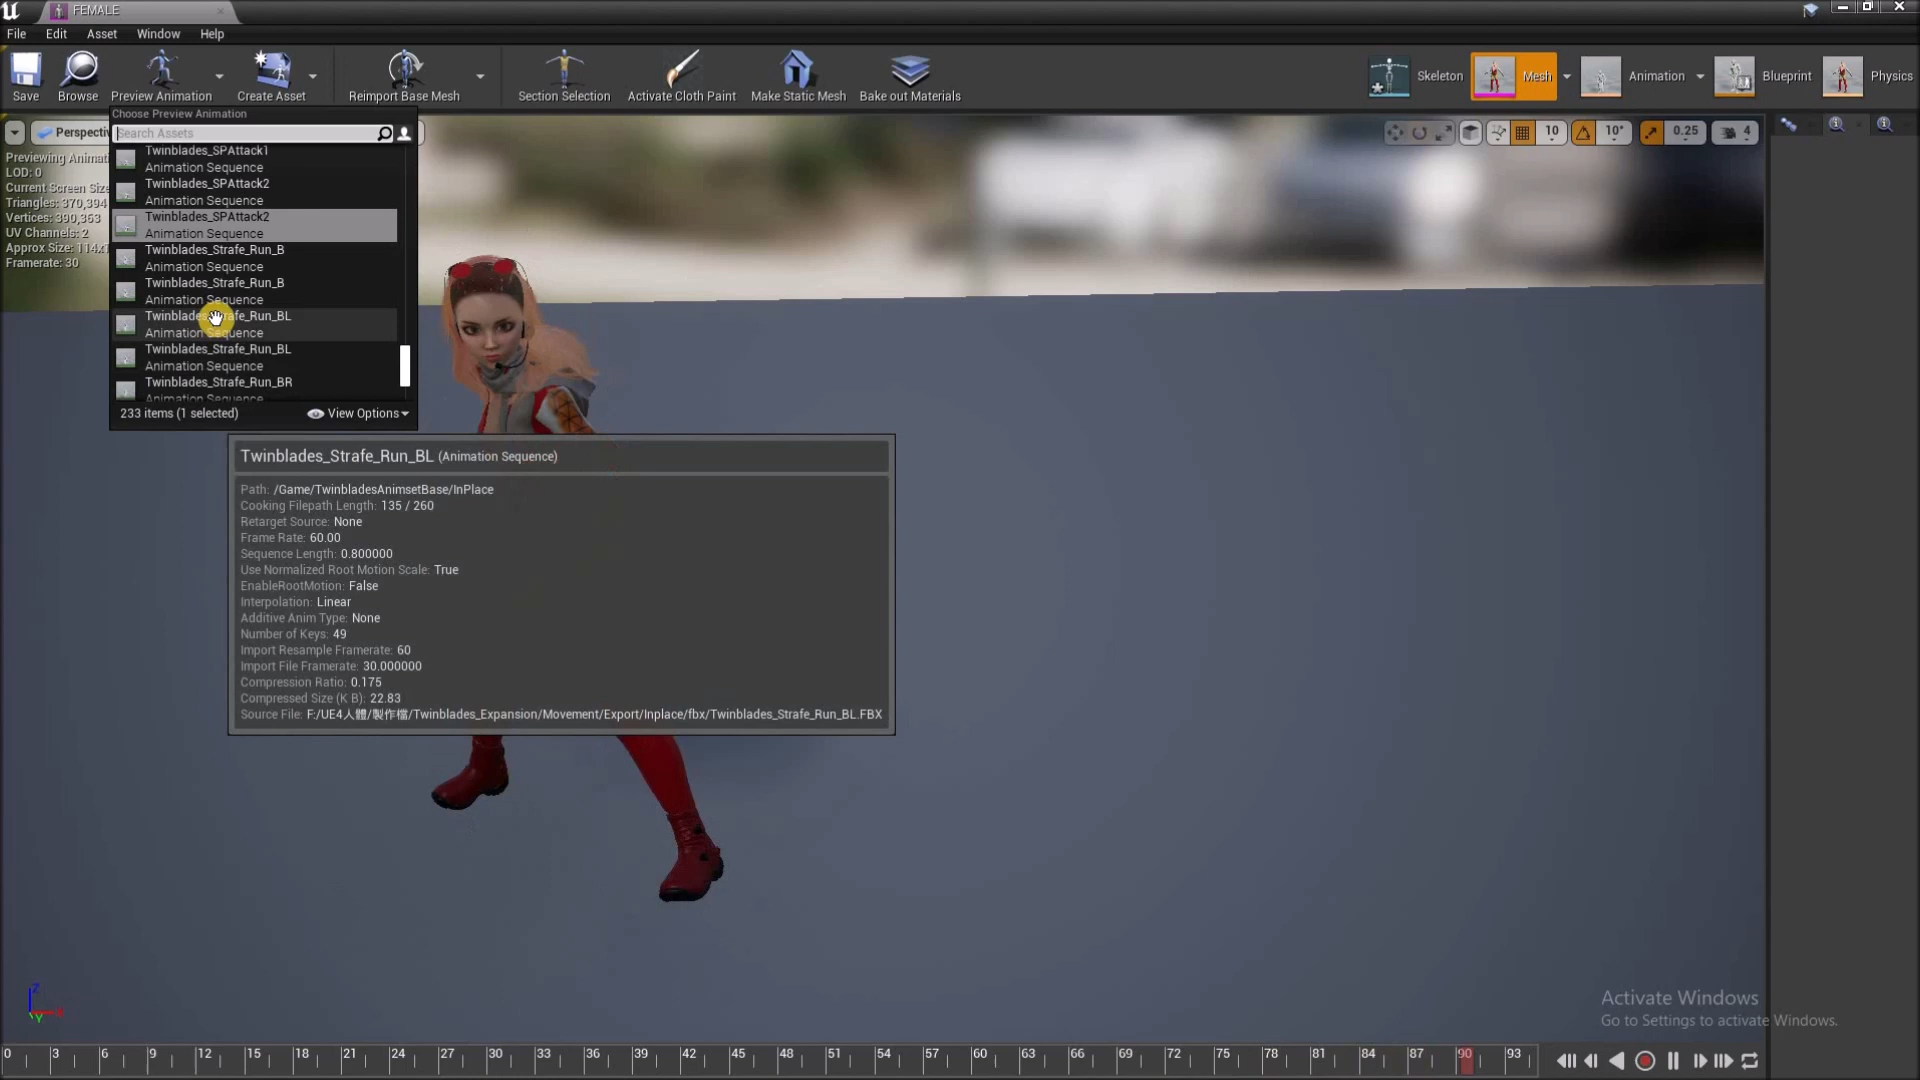 FEMALE
File Edit Asset Window Help
Save Browse Preview Animation Create Asset Reimport Base Mesh Section Selection Activate Cloth Paint Make Static Mesh Bake out Materials Skeleton Mesh Animation Blueprint Physics
Choose Preview Animation
Search Assets
Perspectiv
10 10° 0.25 4
Previewing Animati
LOD: 0
Current Screen Size
Triangles: 370,394
Vertices: 390,363
UV Channels: 2
Approx Size: 114x1
Framerate: 30
Twinblades_SPAttack1
Animation Sequence
Twinblades_SPAttack2
Animation Sequence
Twinblades_SPAttack2
Animation Sequence
Twinblades_Strafe_Run_B
Animation Sequence
Twinblades_Strafe_Run_B
Animation Sequence
Twinblades_Strafe_Run_BL
Animation Sequence
Twinblades_Strafe_Run_BL
Animation Sequence
Twinblades_Strafe_Run_BR
Animation Sequence
233 items (1 selected) View Options
Twinblades_Strafe_Run_BL (Animation Sequence)
Path: /Game/TwinbladesAnimsetBase/InPlace
Cooking Filepath Length: 135 / 260
Retarget Source: None
Frame Rate: 60.00
Sequence Length: 0.800000
Use Normalized Root Motion Scale: True
EnableRootMotion: False
Interpolation: Linear
Additive Anim Type: None
Number of Keys: 49
Import Resample Framerate: 60
Import File Framerate: 30.000000
Compression Ratio: 0.175
Compressed Size (K B): 22.83
Source File: F:/UE4人體/製作檔/Twinblades_Expansion/Movement/Export/Inplace/fbx/Twinblades_Strafe_Run_BL.FBX
Z
X
Y
Activate Windows
Go to Settings to activate Windows.
0 3 6 9 12 15 18 21 24 27 30 33 36 39 42 45 48 51 54 57 60 63 66 69 72 75 78 81 84 87 90 93